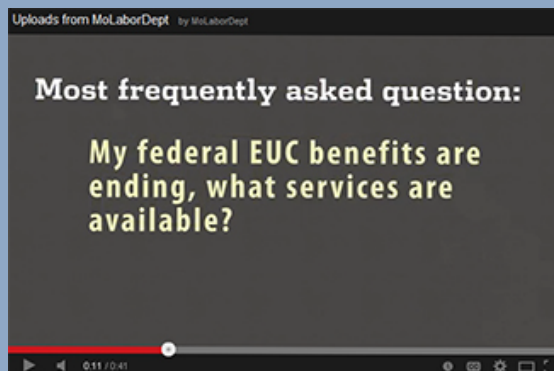 Uploads from MoLaborDept by MoLaborDept
Most frequently asked question:
My federal EUC benefits are
ending, what services are
available?
0:11 / 0:41